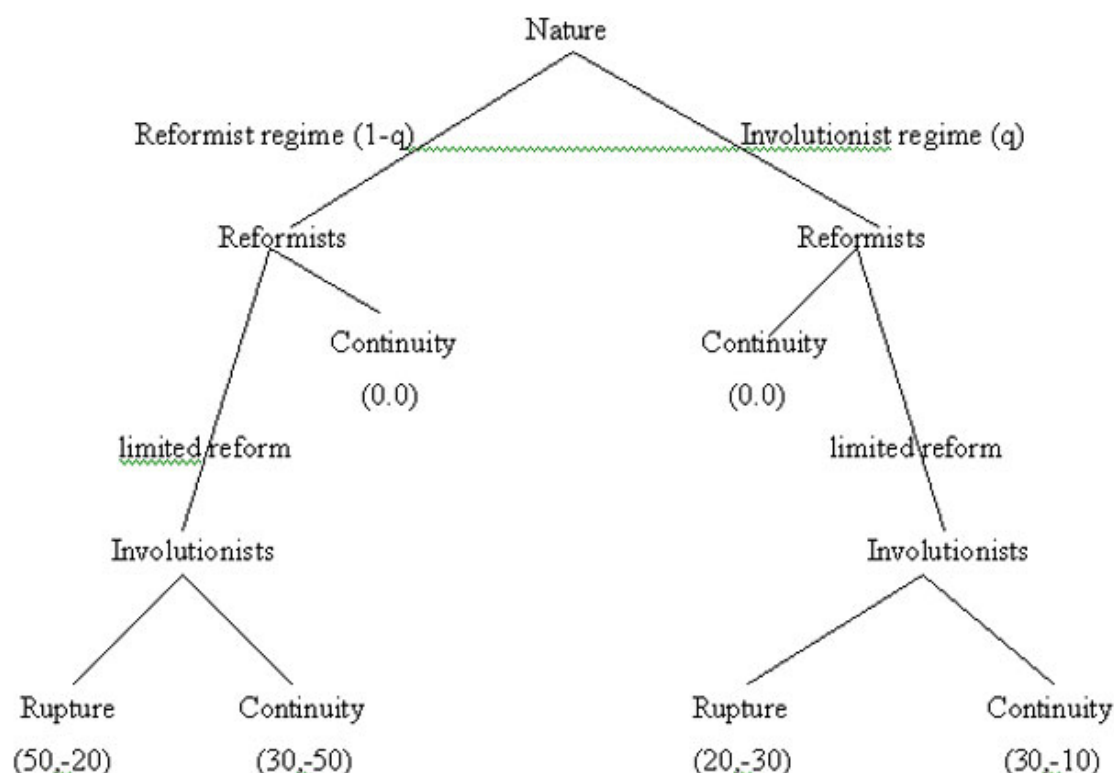 Nature
Reformist regime (1-q) Involutionist regime (q)
Reformists Reformists
Continuity Continuity
(0.0) (0.0)
limited reform limited reform
Involutionists Involutionists
Rupture Continuity Rupture Continuity
(50,-20) (30,-50) (20,-30) (30,-10)